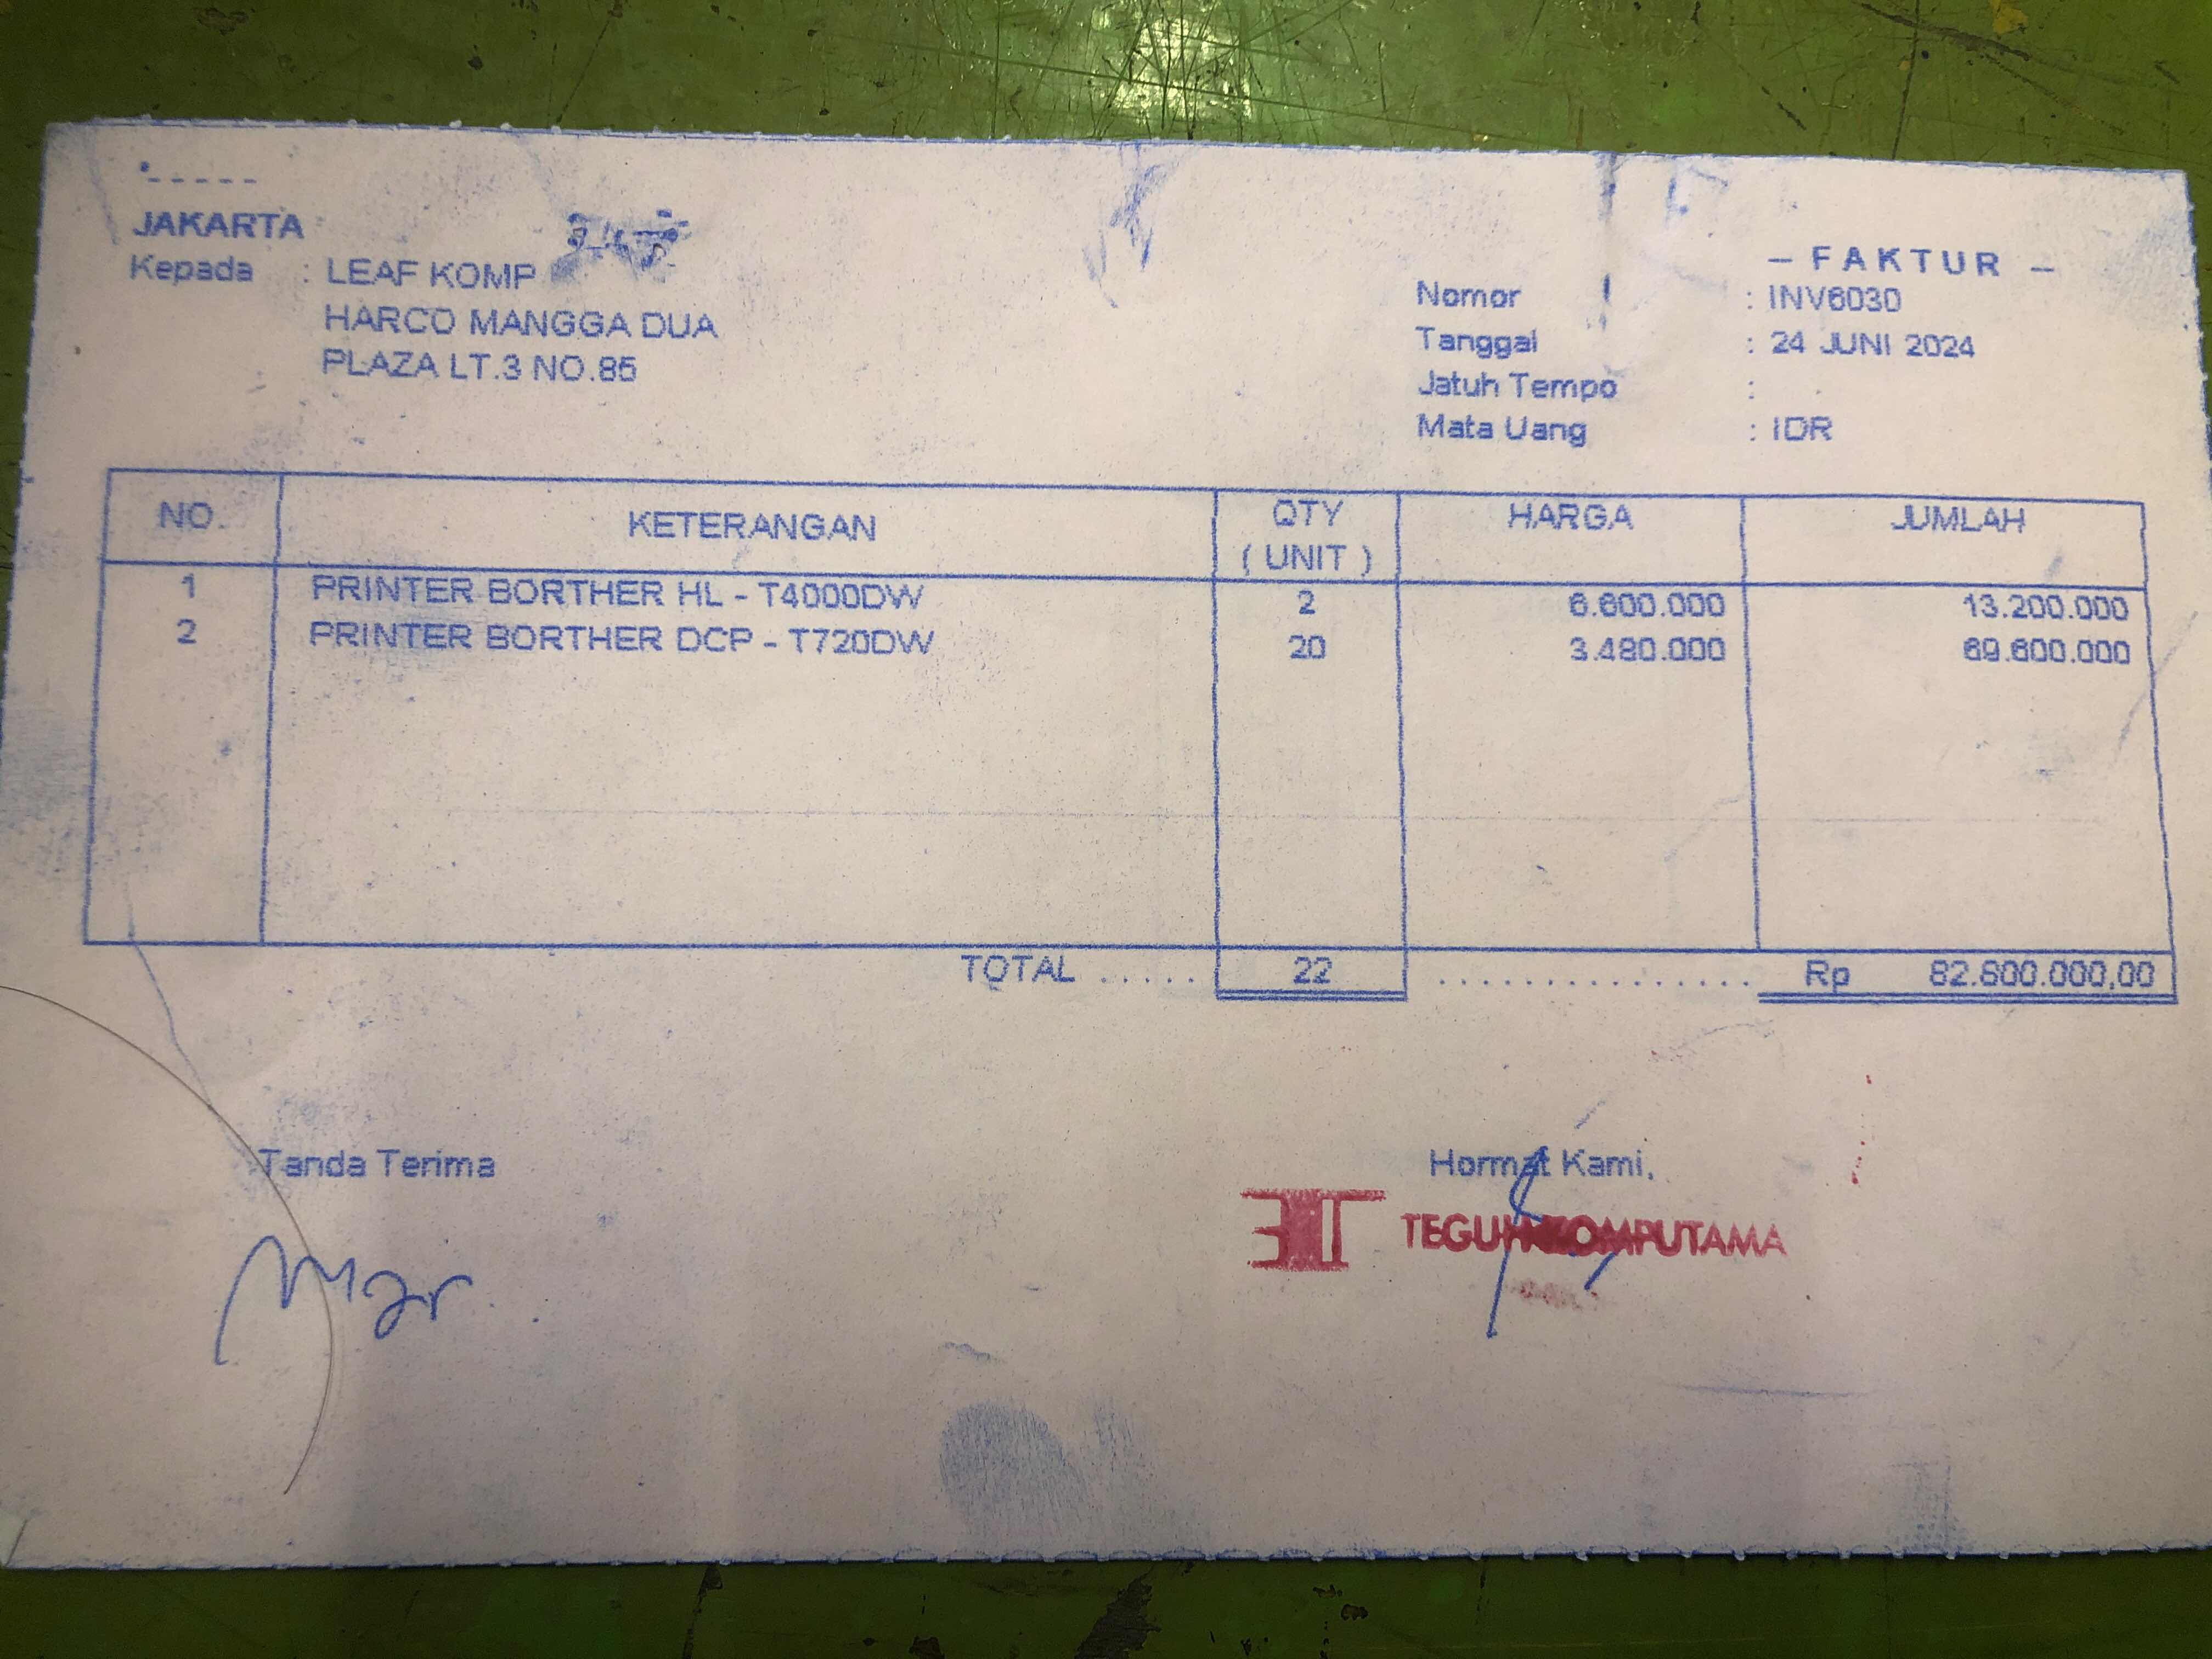 JAKARTA
Kepada : LEAF KOMP
HARCO MANGGA DUA
PLAZA LT.3 NO.85
– FAKTUR –
Nomor : INV6030
Tanggal : 24 JUNI 2024
Jatuh Tempo :
Mata Uang : IDR
NO. KETERANGAN QTY HARGA JUMLAH
( UNIT )
1 PRINTER BORTHER HL - T4000DW 2 6.600.000 13.200.000
2 PRINTER BORTHER DCP - T720DW 20 3.480.000 69.600.000
TOTAL ..... 22 ............... Rp 82.800.000,00
Tanda Terima
Hormat Kami,
TEGUH KOMPUTAMA